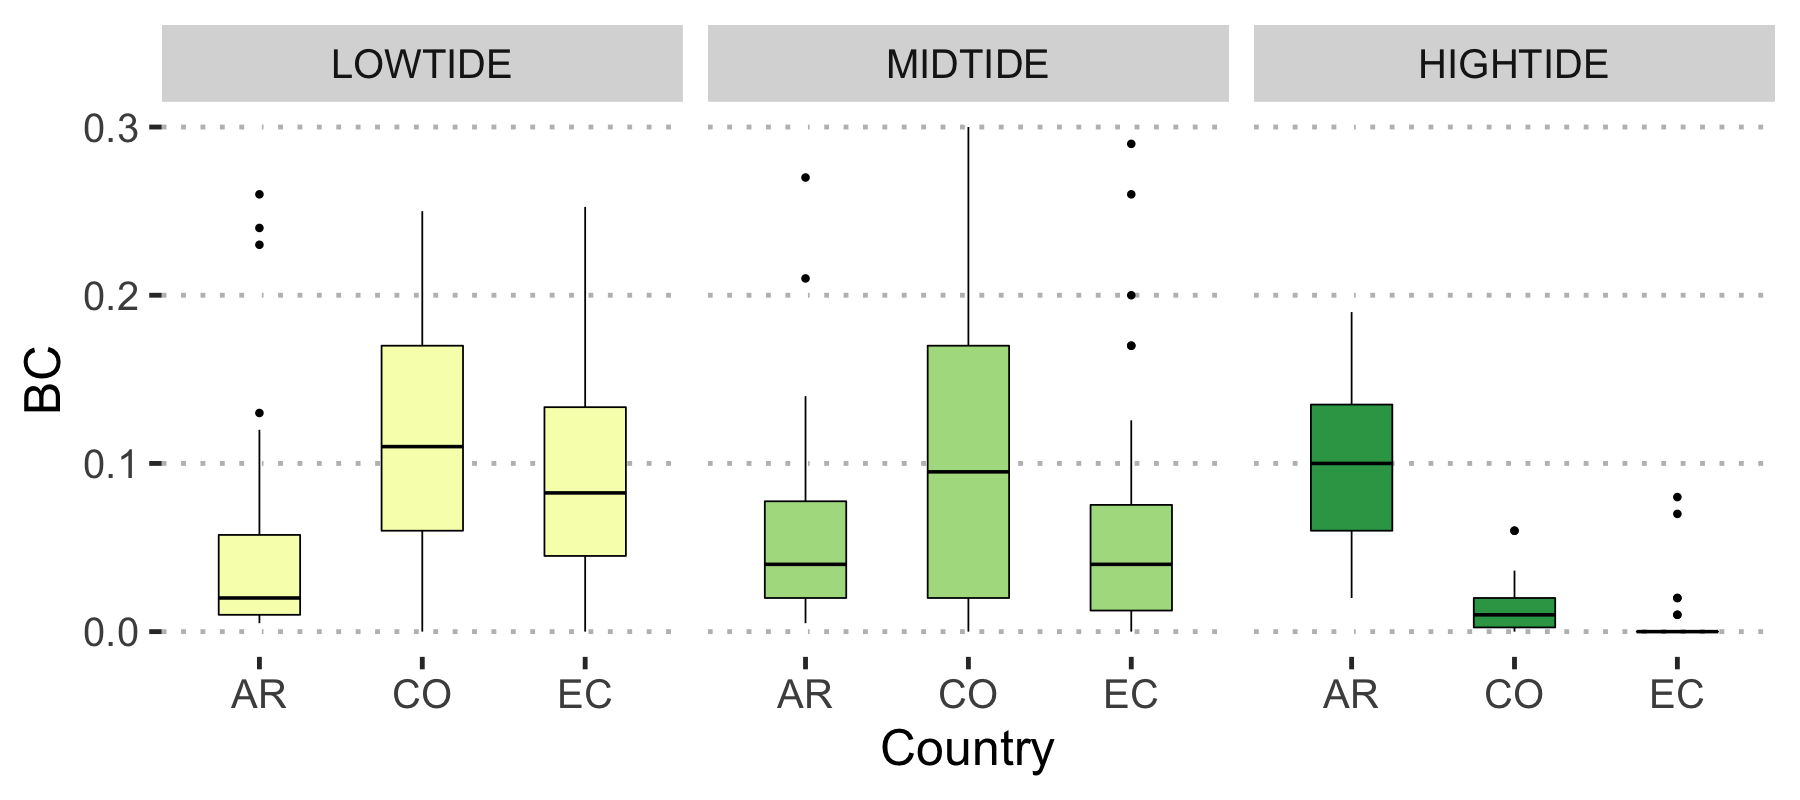 LOWTIDE MIDTIDE HIGHTIDE
0.3
0.2
0.1
0.0
BC
AR CO EC AR CO EC AR CO EC
Country